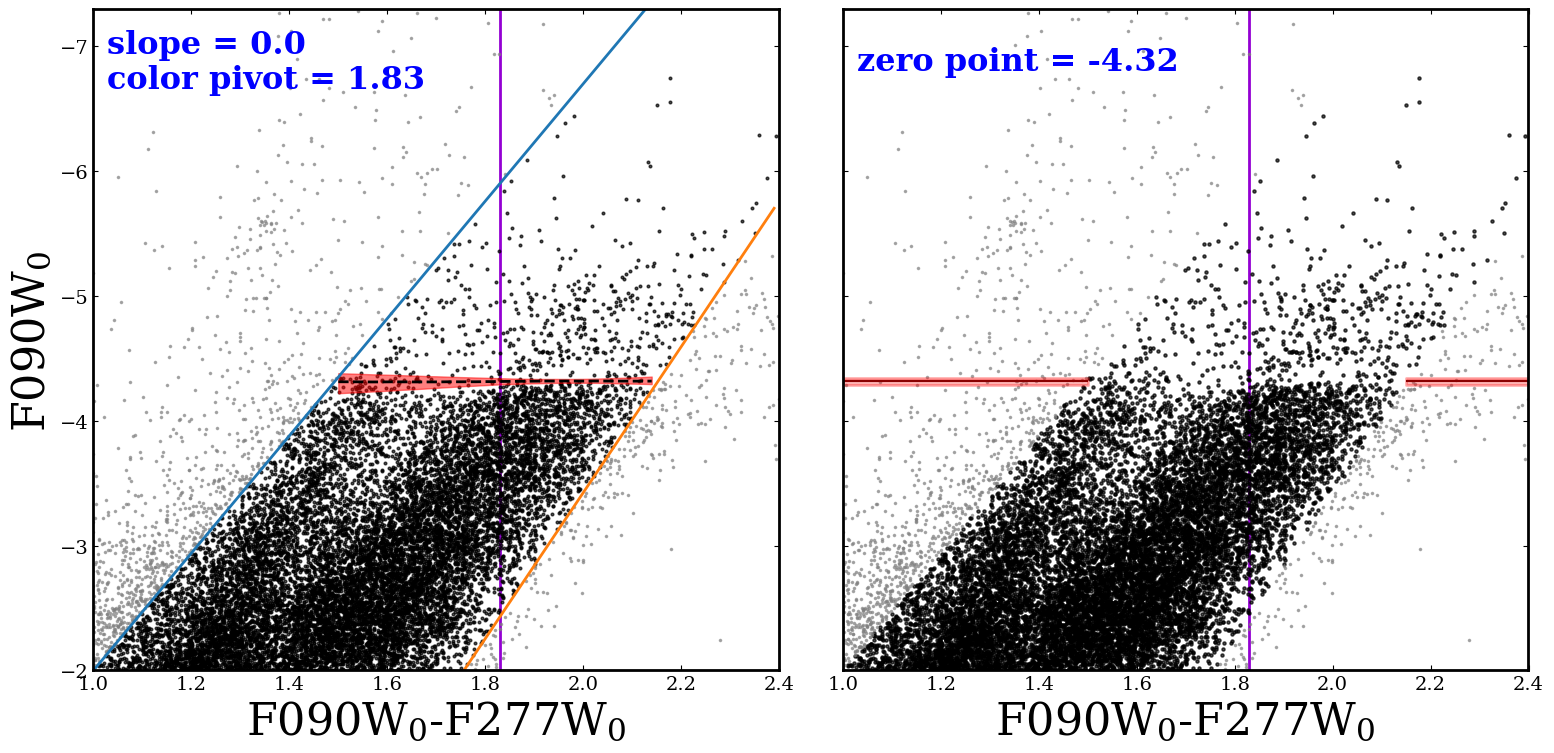 slope = 0.0
color pivot = 1.83
zero point = -4.32
F090W₀
−7
−6
−5
−4
−3
−2
1.0 1.2 1.4 1.6 1.8 2.0 2.2 2.4
1.0 1.2 1.4 1.6 1.8 2.0 2.2 2.4
F090W₀-F277W₀
F090W₀-F277W₀